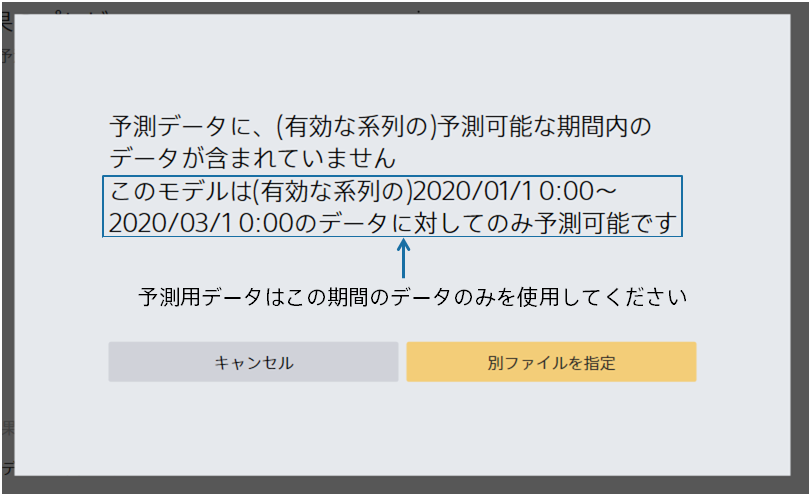 予測データに、(有効な系列の)予測可能な期間内の
データが含まれていません
このモデルは(有効な系列の)2020/01/1 0:00～
2020/03/1 0:00のデータに対してのみ予測可能です
予測用データはこの期間のデータのみを使用してください
キャンセル
別ファイルを指定